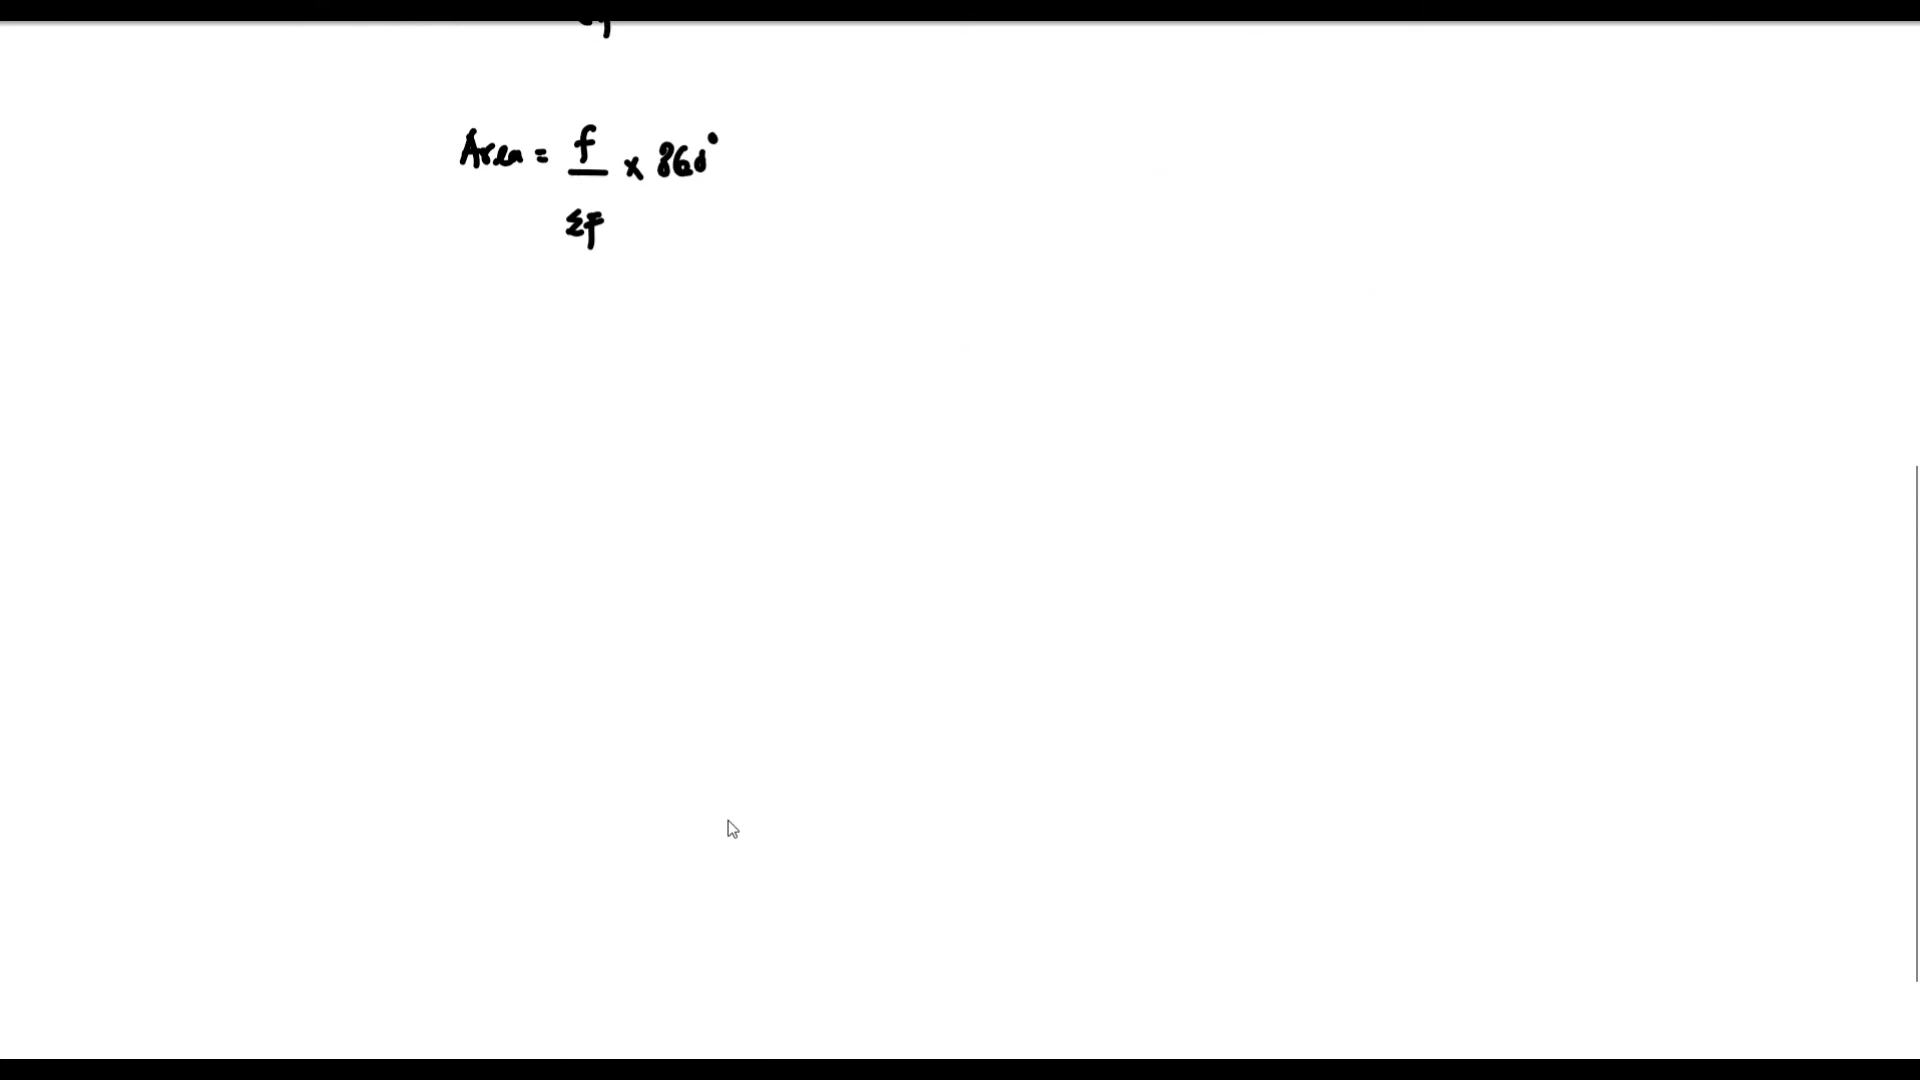 Area = f/Σf × 360°